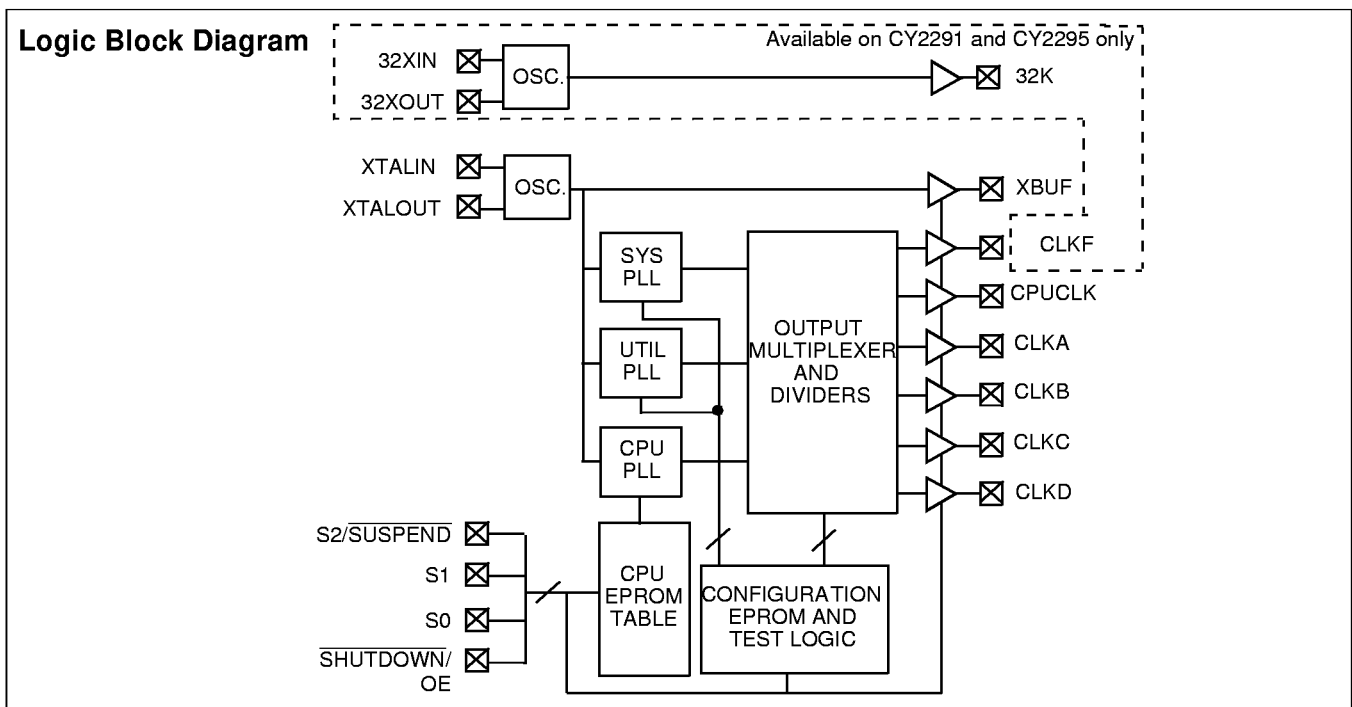 Logic Block Diagram
Available on CY2291 and CY2295 only
32XIN
OSC.
32K
32XOUT
XTALIN
OSC.
XBUF
XTALOUT
SYS
PLL
CLKF
CPUCLK
UTIL
PLL
OUTPUT
MULTIPLEXER
AND
DIVIDERS
CLKA
CLKB
CPU
PLL
CLKC
CLKD
S2/SUSPEND
S1
S0
SHUTDOWN/
OE
CPU
EPROM
TABLE
CONFIGURATION
EPROM AND
TEST LOGIC